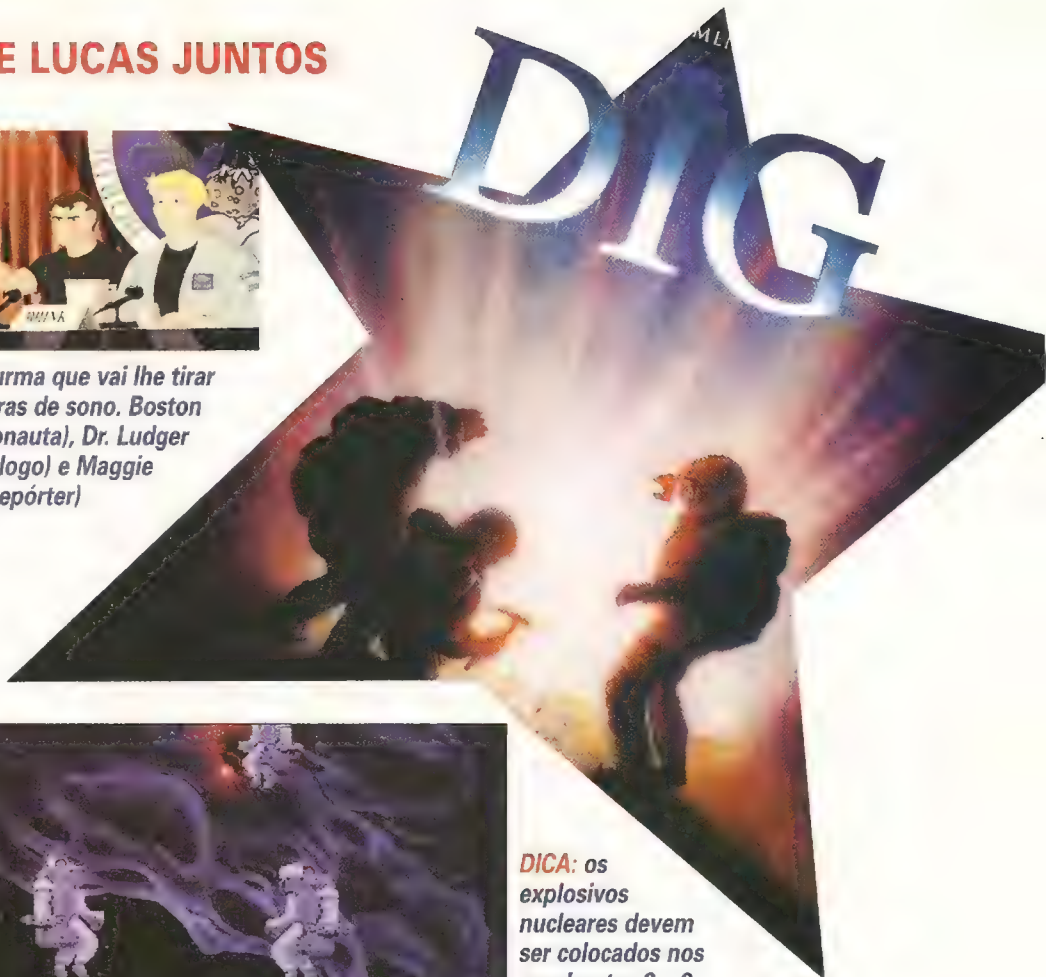 E LUCAS JUNTOS
DIG
urma que vai lhe tirar
ras de sono. Boston
onauta), Dr. Ludger
logo) e Maggie
epórter)
DICA: os
explosivos
nucleares devem
ser colocados nos